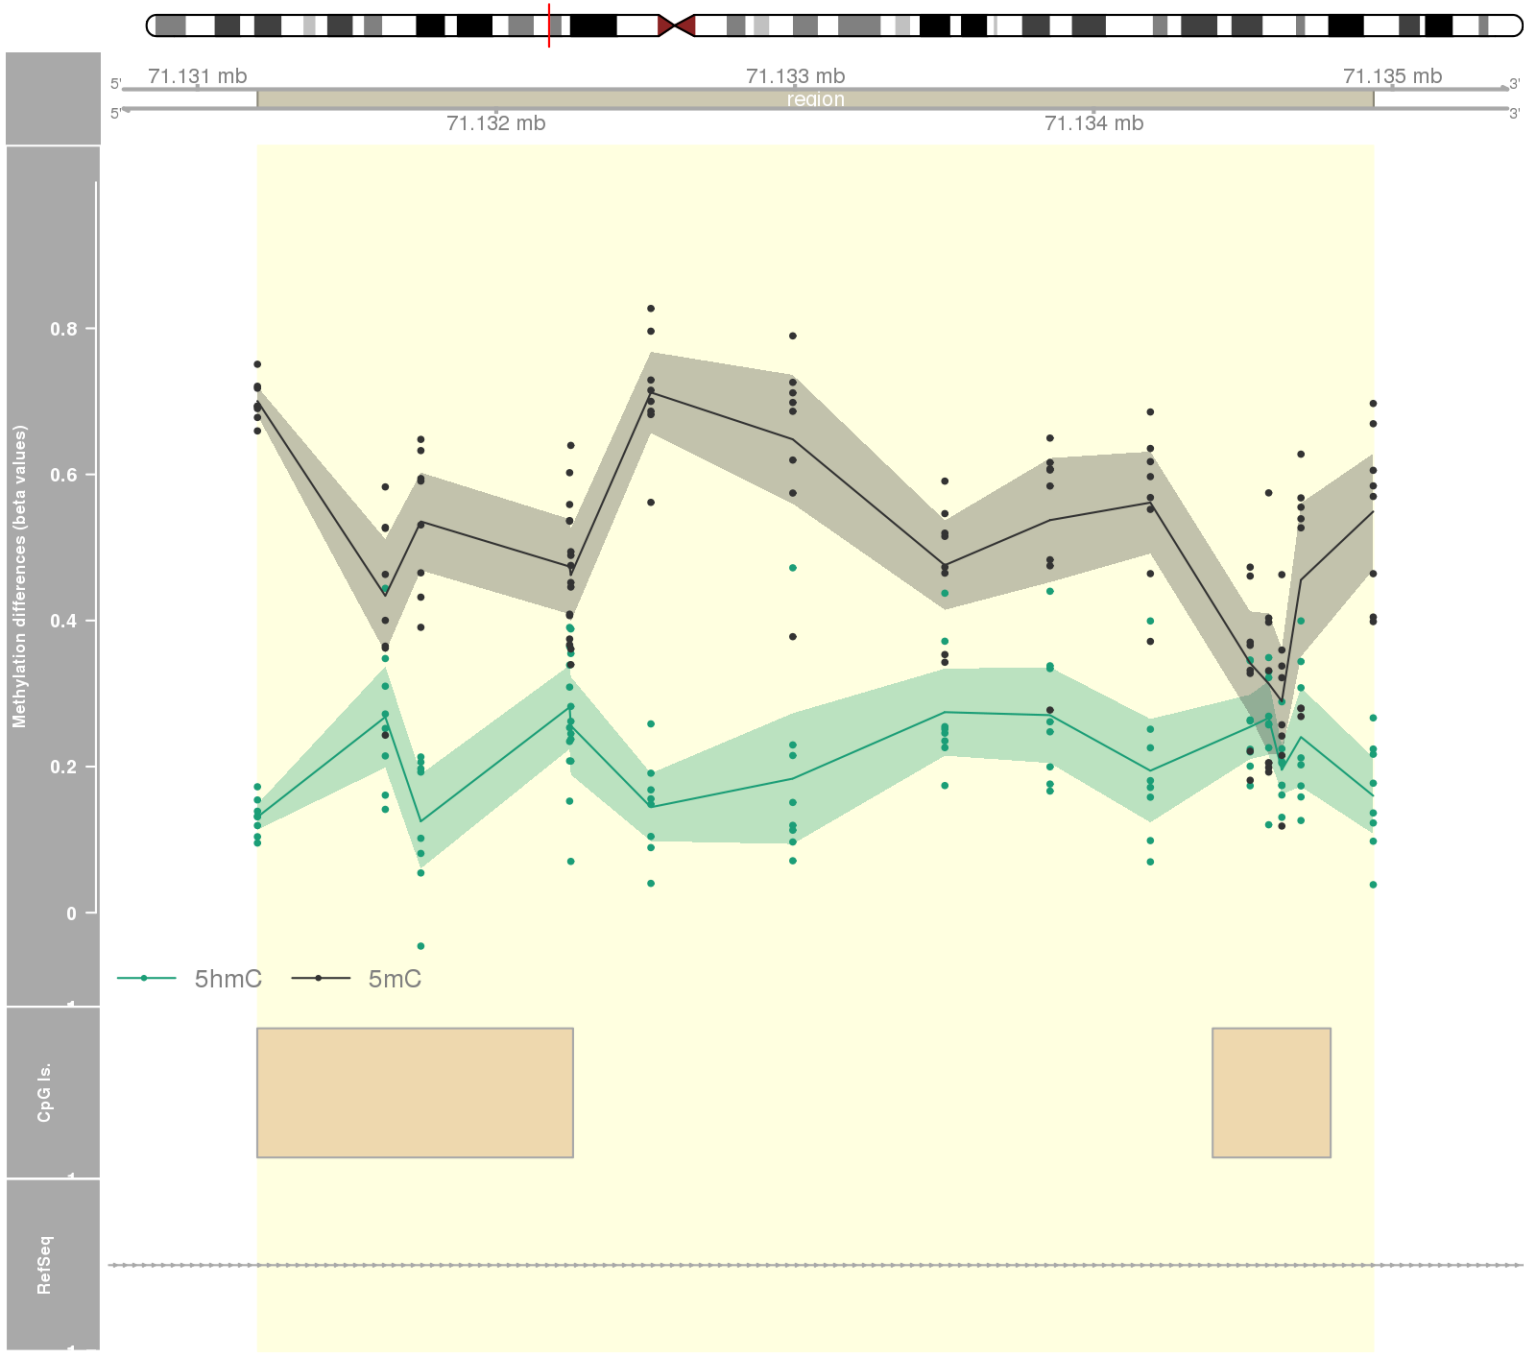 71.131 mb 71.133 mb 71.135 mb
5' 3'
region
5' 3'
71.132 mb 71.134 mb
Methylation differences (beta values)
0.8
0.6
0.4
0.2
0
5hmC 5mC
CpG Is.
RefSeq